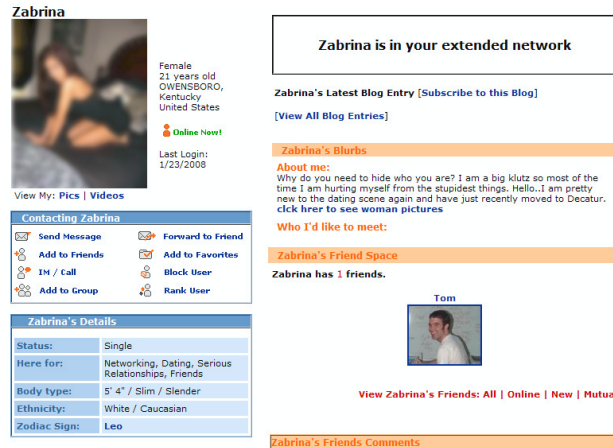 Zabrina
Female
21 years old
OWENSBORO,
Kentucky
United States
Online Now!
Last Login:
1/23/2008
View My: Pics | Videos
Contacting Zabrina
Send Message
Forward to Friend
Add to Friends
Add to Favorites
IM / Call
Block User
Add to Group
Rank User
Zabrina's Details
Status: Single
Here for: Networking, Dating, Serious
Relationships, Friends
Body type: 5' 4" / Slim / Slender
Ethnicity: White / Caucasian
Zodiac Sign: Leo
Zabrina is in your extended network
Zabrina's Latest Blog Entry [Subscribe to this Blog]
[View All Blog Entries]
Zabrina's Blurbs
About me:
Why do you need to hide who you are? I am a big klutz so most of the
time I am hurting myself from the stupidest things. Hello..I am pretty
new to the dating scene again and have just recently moved to Decatur.
clck hrer to see woman pictures
Who I'd like to meet:
Zabrina's Friend Space
Zabrina has 1 friends.
Tom
View Zabrina's Friends: All | Online | New | Mutua
Zabrina's Friends Comments